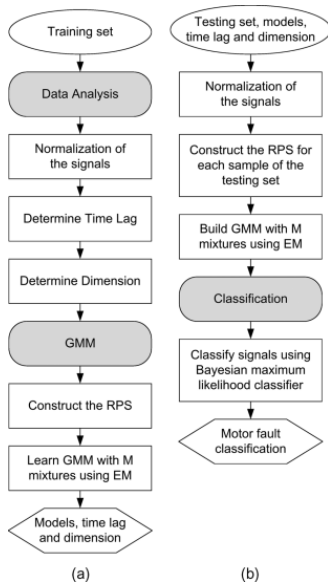 Training set
Data Analysis
Normalization of
the signals
Determine Time Lag
Determine Dimension
GMM
Construct the RPS
Learn GMM with M
mixtures using EM
Models, time lag
and dimension
(a)
Testing set, models,
time lag and dimension
Normalization
of the signals
Construct the RPS for
each sample of the
testing set
Build GMM with M
mixtures using EM
Classification
Classify signals using
Bayesian maximum
likelihood classifier
Motor fault
classification
(b)